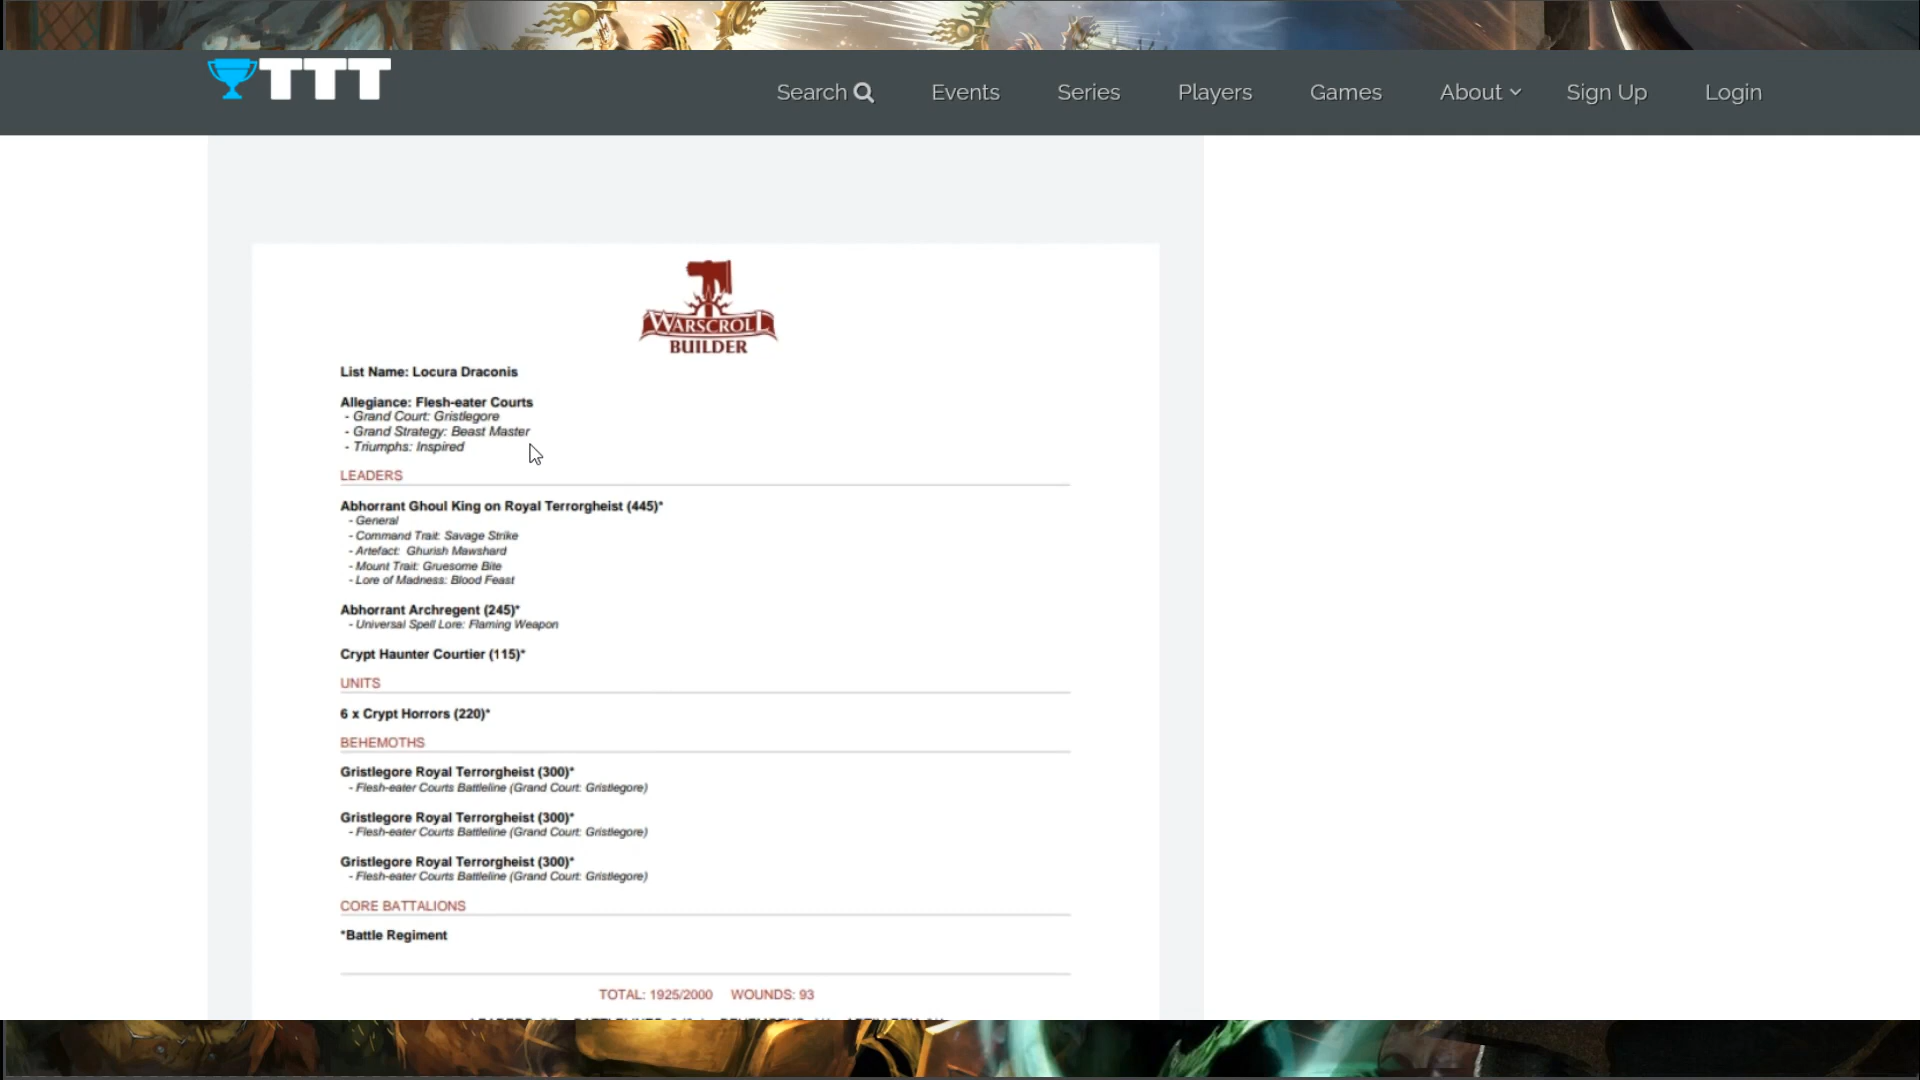 TTT
Search
Events
Series
Players
Games
About
Sign Up
Login
WARSCROLL
BUILDER
List Name: Locura Draconis
Allegiance: Flesh-eater Courts
- Grand Court: Gristlegore
- Grand Strategy: Beast Master
- Triumphs: Inspired
LEADERS
Abhorrant Ghoul King on Royal Terrorgheist (445)*
- General
- Command Trait: Savage Strike
- Artefact: Ghurish Mawshard
- Mount Trait: Gruesome Bite
- Lore of Madness: Blood Feast
Abhorrant Archregent (245)*
- Universal Spell Lore: Flaming Weapon
Crypt Haunter Courtier (115)*
UNITS
6 x Crypt Horrors (220)*
BEHEMOTHS
Gristlegore Royal Terrorgheist (300)*
- Flesh-eater Courts Battleline (Grand Court: Gristlegore)
Gristlegore Royal Terrorgheist (300)*
- Flesh-eater Courts Battleline (Grand Court: Gristlegore)
Gristlegore Royal Terrorgheist (300)*
- Flesh-eater Courts Battleline (Grand Court: Gristlegore)
CORE BATTALIONS
*Battle Regiment
TOTAL: 1925/2000 WOUNDS: 93